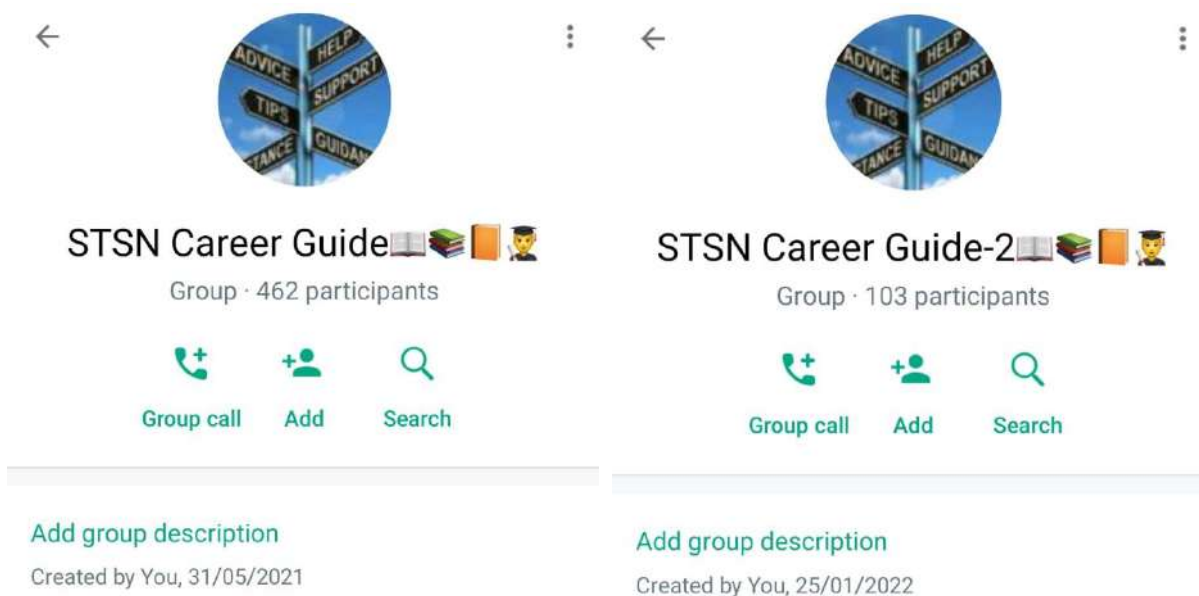 ADVICE
HELP
SUPPORT
TIPS
TANCE
GUIDAN
STSN Career Guide📖📚📙👨‍🎓
Group · 462 participants
Group call
Add
Search
Add group description
Created by You, 31/05/2021
ADVICE
HELP
SUPPORT
TIPS
TANCE
GUIDAN
STSN Career Guide-2📖📚📙👨‍🎓
Group · 103 participants
Group call
Add
Search
Add group description
Created by You, 25/01/2022